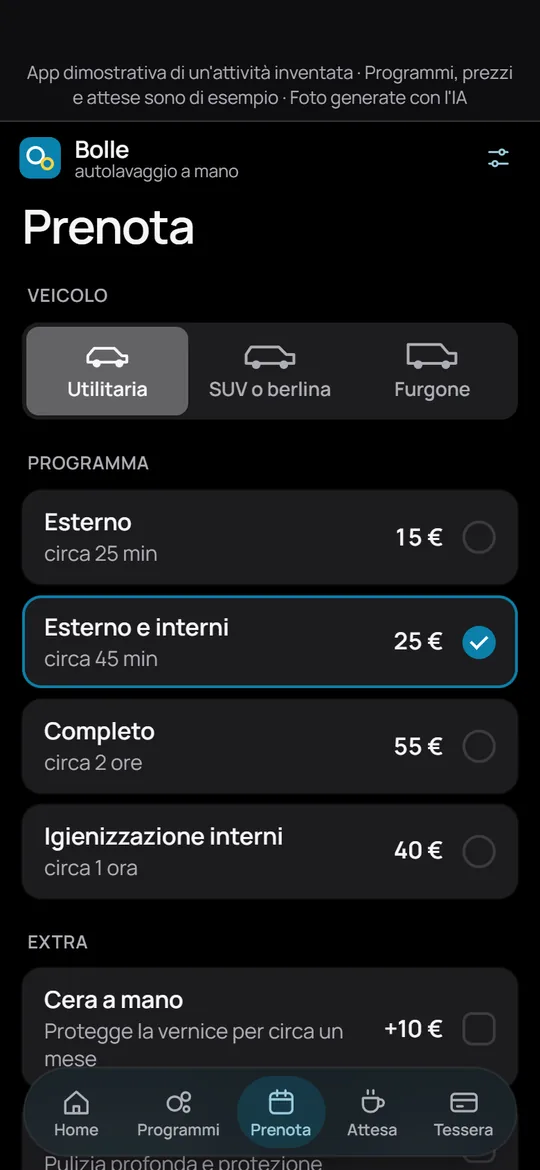 App dimostrativa di un'attività inventata · Programmi, prezzi
e attese sono di esempio · Foto generate con l'IA
Bolle
autolavaggio a mano
Prenota
VEICOLO
Utilitaria
SUV o berlina
Furgone
PROGRAMMA
Esterno
circa 25 min
15 €
Esterno e interni
circa 45 min
25 €
Completo
circa 2 ore
55 €
Igienizzazione interni
circa 1 ora
40 €
EXTRA
Cera a mano
Protegge la vernice per circa un
mese
+10 €
Home
Programmi
Prenota
Attesa
Tessera
Pulizia profonda e protezione